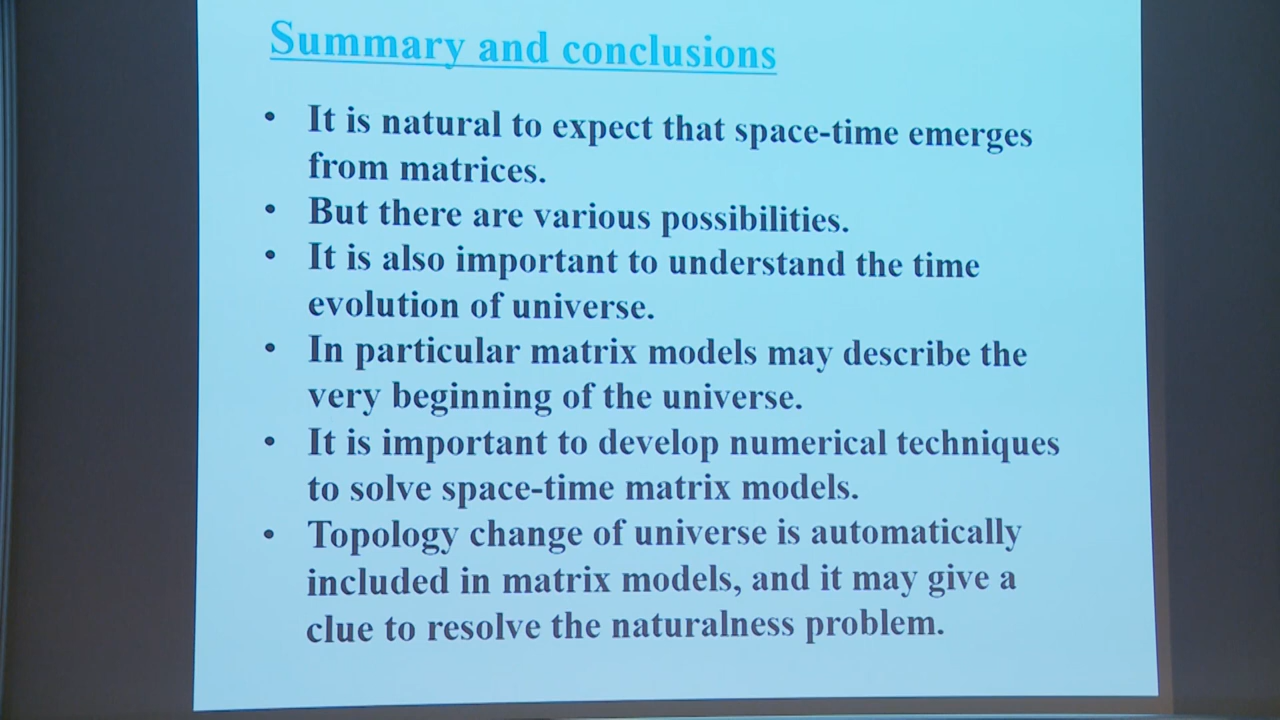 Summary and conclusions
• It is natural to expect that space-time emerges
from matrices.
• But there are various possibilities.
• It is also important to understand the time
evolution of universe.
• In particular matrix models may describe the
very beginning of the universe.
• It is important to develop numerical techniques
to solve space-time matrix models.
• Topology change of universe is automatically
included in matrix models, and it may give a
clue to resolve the naturalness problem.